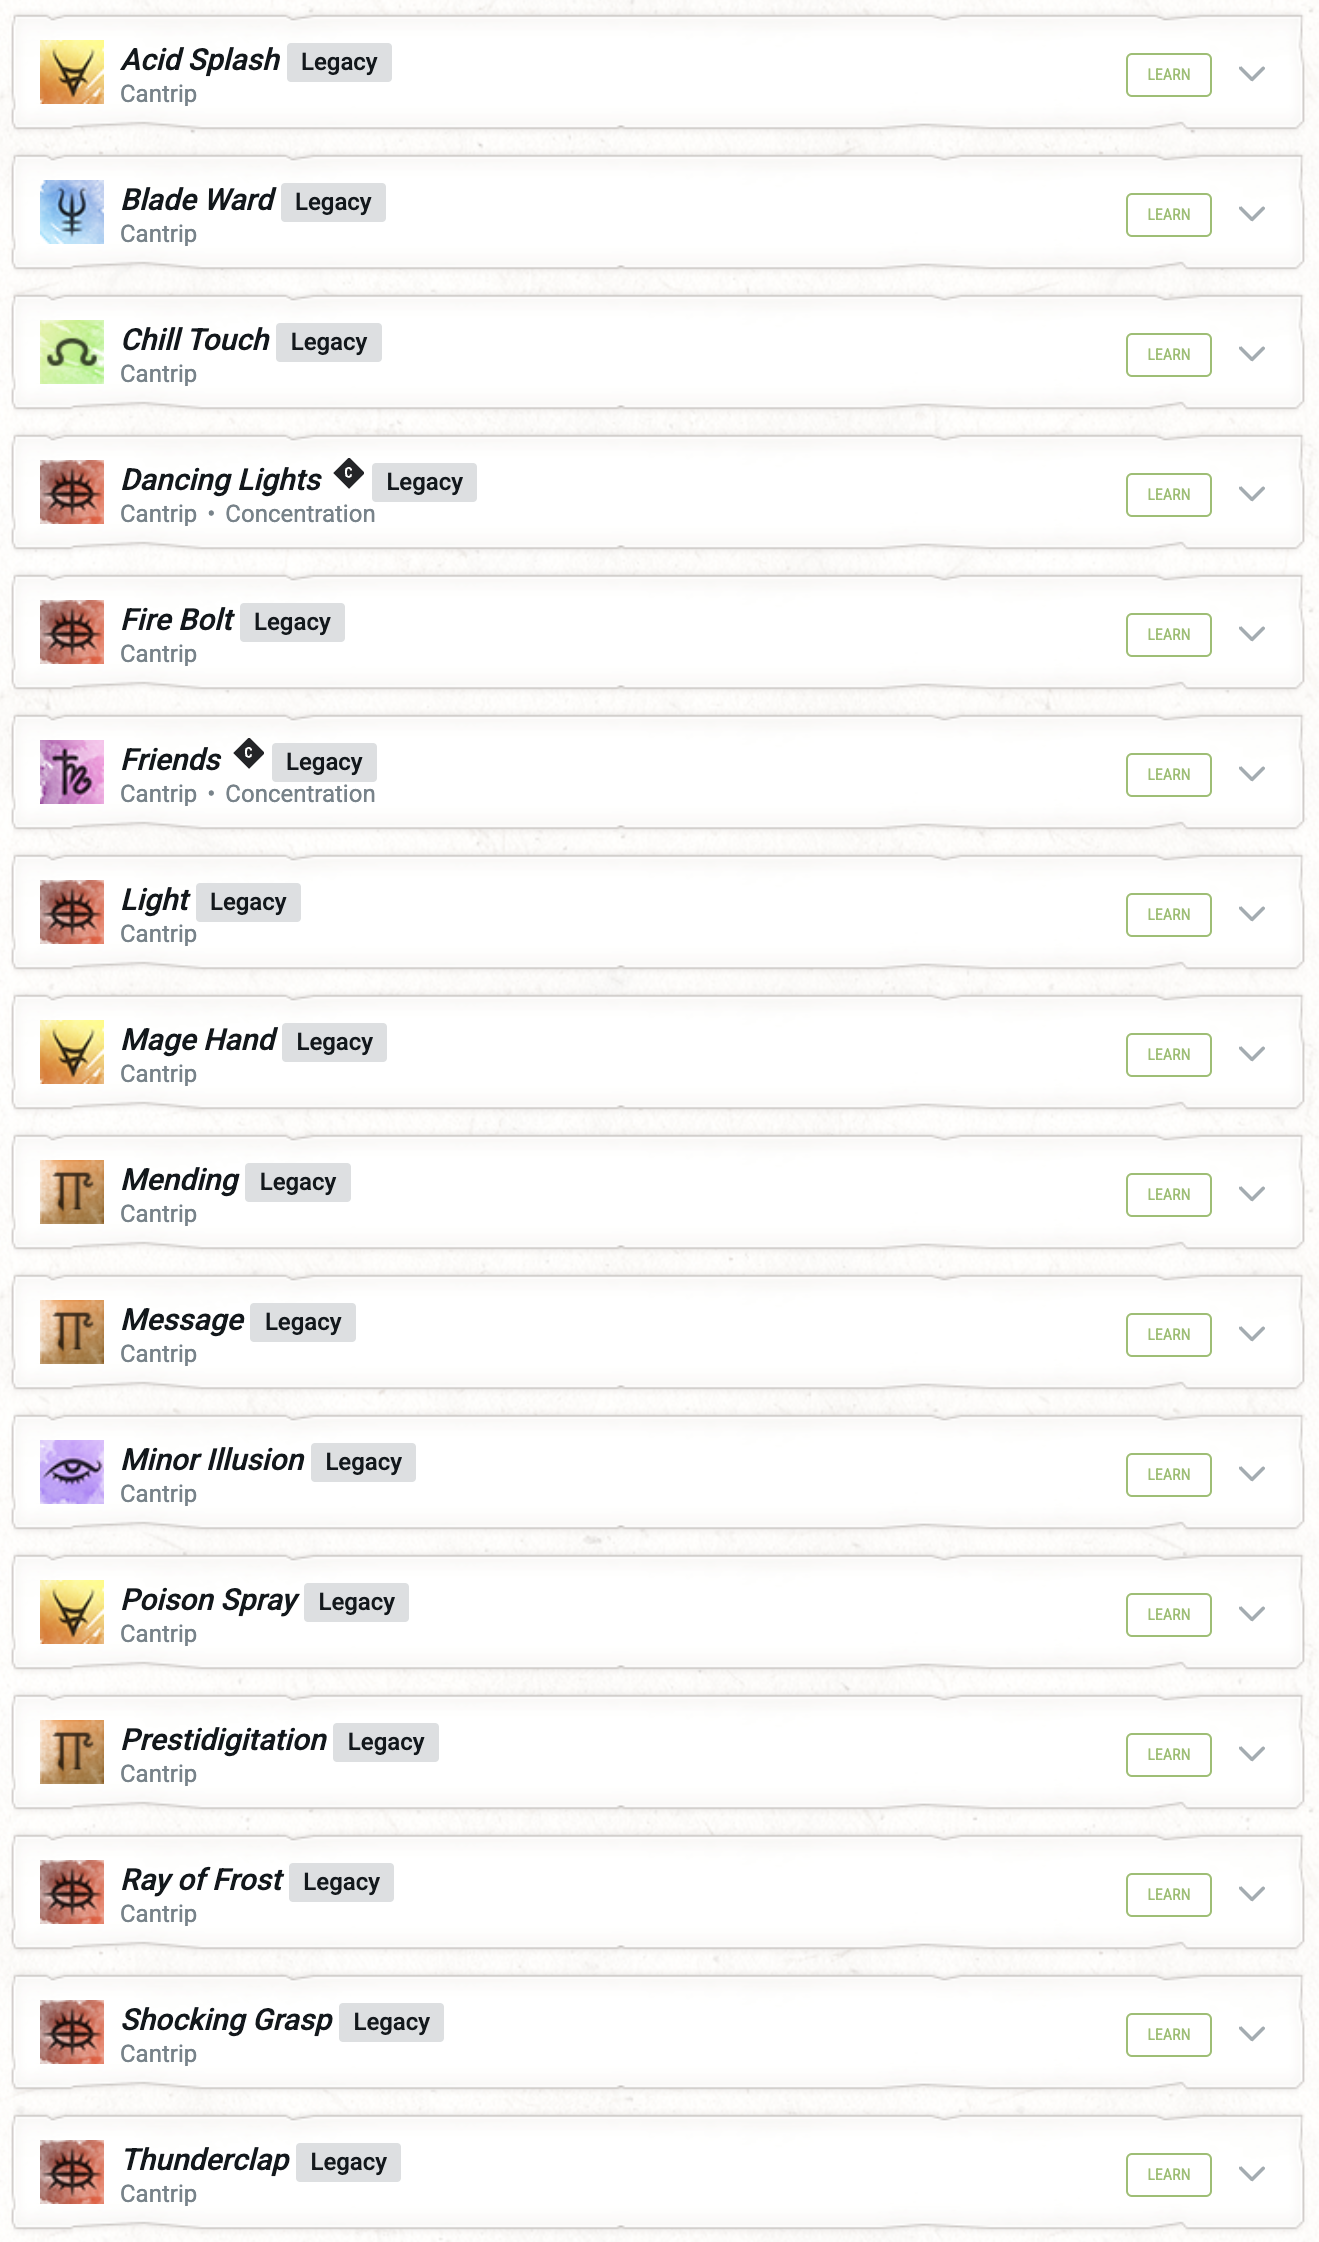 Acid Splash Legacy
Cantrip
LEARN
Blade Ward Legacy
Cantrip
LEARN
Chill Touch Legacy
Cantrip
LEARN
Dancing Lights C Legacy
Cantrip • Concentration
LEARN
Fire Bolt Legacy
Cantrip
LEARN
Friends C Legacy
Cantrip • Concentration
LEARN
Light Legacy
Cantrip
LEARN
Mage Hand Legacy
Cantrip
LEARN
Mending Legacy
Cantrip
LEARN
Message Legacy
Cantrip
LEARN
Minor Illusion Legacy
Cantrip
LEARN
Poison Spray Legacy
Cantrip
LEARN
Prestidigitation Legacy
Cantrip
LEARN
Ray of Frost Legacy
Cantrip
LEARN
Shocking Grasp Legacy
Cantrip
LEARN
Thunderclap Legacy
Cantrip
LEARN